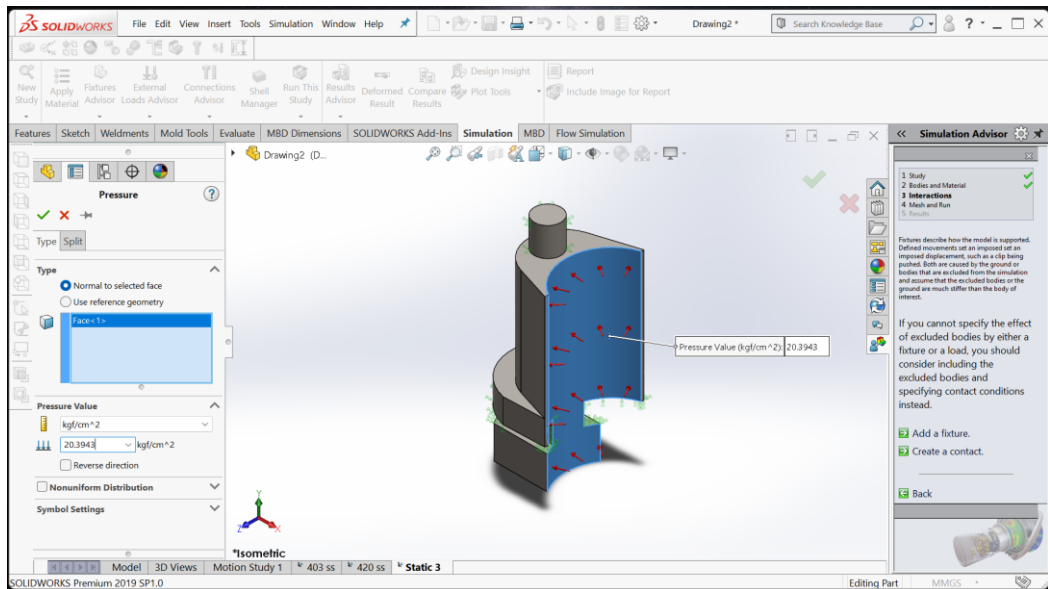 SOLIDWORKS File Edit View Insert Tools Simulation Window Help Drawing2 * Search Knowledge Base ?
New Study
Apply Material
Fixtures Advisor
External Loads Advisor
Connections Advisor
Shell Manager
Run This Study
Results Advisor
Deformed Result
Compare Results
Design Insight
Plot Tools
Report
Include Image for Report
Features Sketch Weldments Mold Tools Evaluate MBD Dimensions SOLIDWORKS Add-Ins Simulation MBD Flow Simulation
Drawing2 (D...
Pressure
?
Type Split
Type
Normal to selected face
Use reference geometry
Face<1>
Pressure Value
kgf/cm^2
20.3943 kgf/cm^2
Reverse direction
Nonuniform Distribution
Symbol Settings
Pressure Value (kgf/cm^2): 20.3943
Y
Z
X
*Isometric
Simulation Advisor
1 Study
2 Bodies and Material
3 Interactions
4 Mesh and Run
5 Results
Fixtures describe how the model is supported.
Defined movements set an imposed set an
imposed displacement, such as a clip being
pushed. Both are caused by the ground or
bodies that are excluded from the simulation
and assume that the excluded bodies or the
ground are much stiffer than the body of
interest.
If you cannot specify the effect
of excluded bodies by either a
fixture or a load, you should
consider including the
excluded bodies and
specifying contact conditions
instead.
Add a fixture.
Create a contact.
Back
Model 3D Views Motion Study 1 403 ss 420 ss Static 3
SOLIDWORKS Premium 2019 SP1.0 Editing Part MMGS